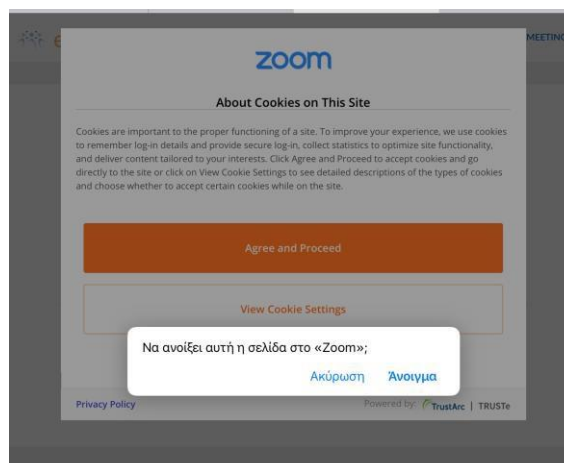 MEETING
zoom
About Cookies on This Site
Cookies are important to the proper functioning of a site. To improve your experience, we use cookies
to remember log-in details and provide secure log-in, collect statistics to optimize site functionality,
and deliver content tailored to your interests. Click Agree and Proceed to accept cookies and go
directly to the site or click on View Cookie Settings to see detailed descriptions of the types of cookies
and choose whether to accept certain cookies while on the site.
Agree and Proceed
View Cookie Settings
Να ανοίξει αυτή η σελίδα στο «Zoom»;
Ακύρωση Άνοιγμα
Privacy Policy
Powered by: TrustArc | TRUSTe